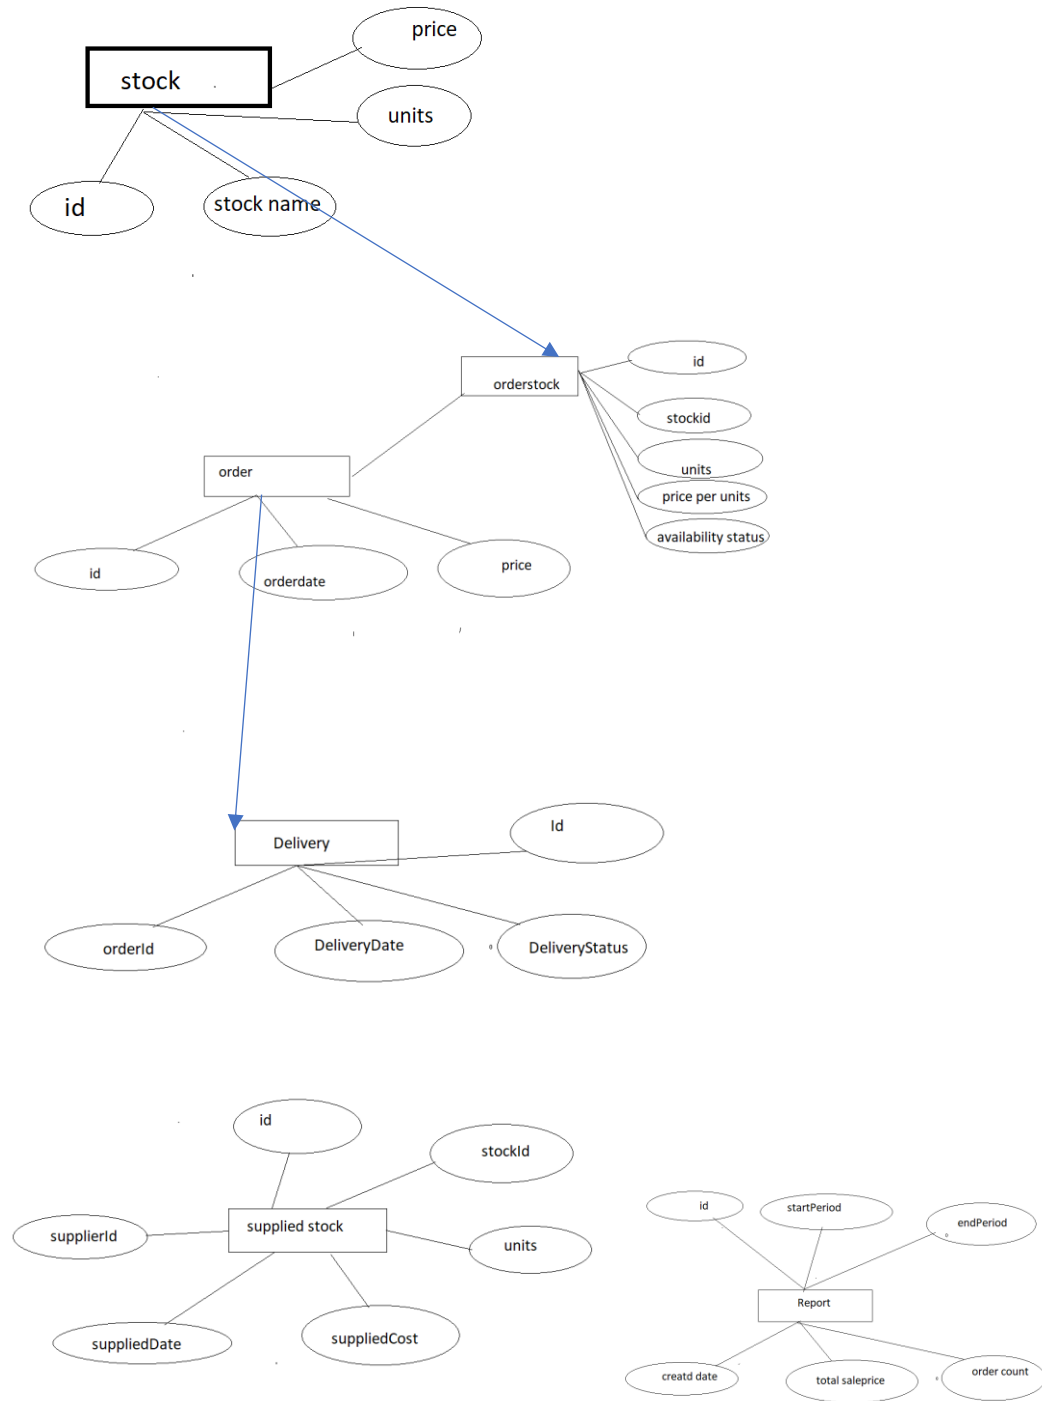 price
stock
units
id
stock name
id
orderstock
stockid
order
units
price per units
availability status
id
orderdate
price
Id
Delivery
orderId
DeliveryDate
DeliveryStatus
id
stockId
supplierId
supplied stock
units
suppliedDate
suppliedCost
id
startPeriod
endPeriod
Report
creatd date
total saleprice
order count